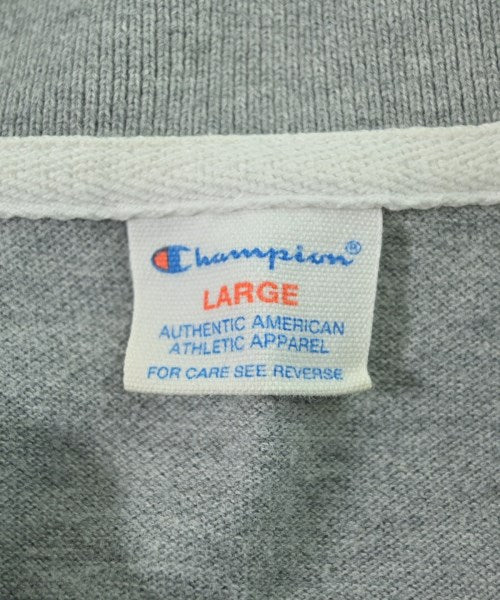 Champion®
LARGE
AUTHENTIC AMERICAN
ATHLETIC APPAREL
FOR CARE SEE REVERSE